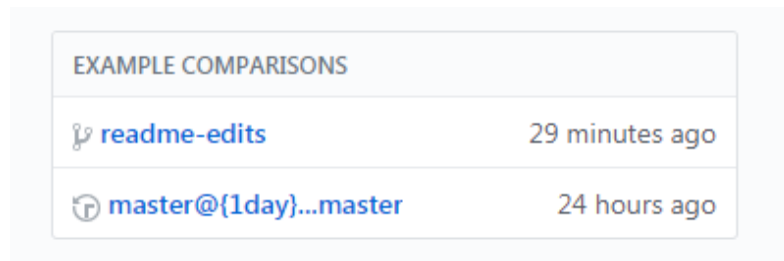 EXAMPLE COMPARISONS
readme-edits 29 minutes ago
master@{1day}...master 24 hours ago